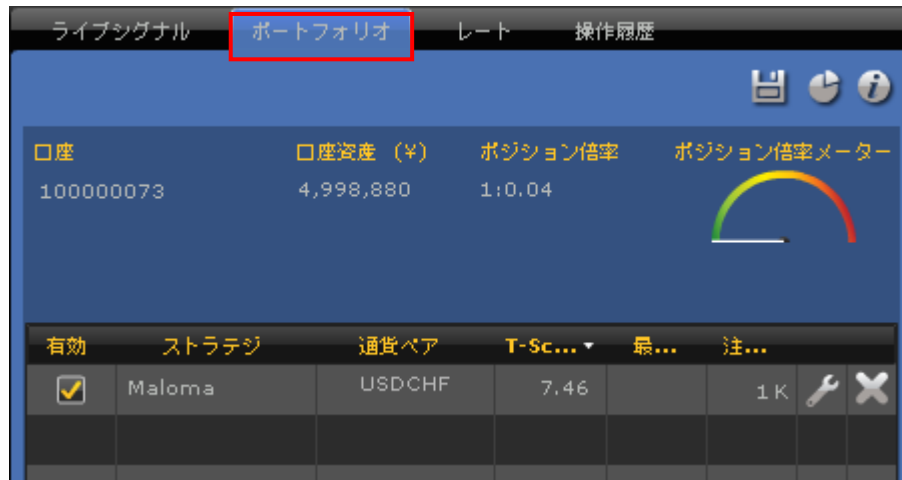 ライブシグナル ポートフォリオ レート 操作履歴
口座 口座資産 (¥) ポジション倍率 ポジション倍率メーター
100000073 4,998,880 1:0.04
有効 ストラテジ 通貨ペア T-Sc... 最... 注...
Maloma USDCHF 7.46 1 K